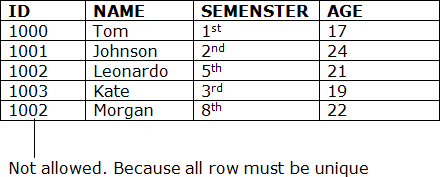 ID NAME SEMENSTER AGE
1000 Tom 1st 17
1001 Johnson 2nd 24
1002 Leonardo 5th 21
1003 Kate 3rd 19
1002 Morgan 8th 22
Not allowed. Because all row must be unique